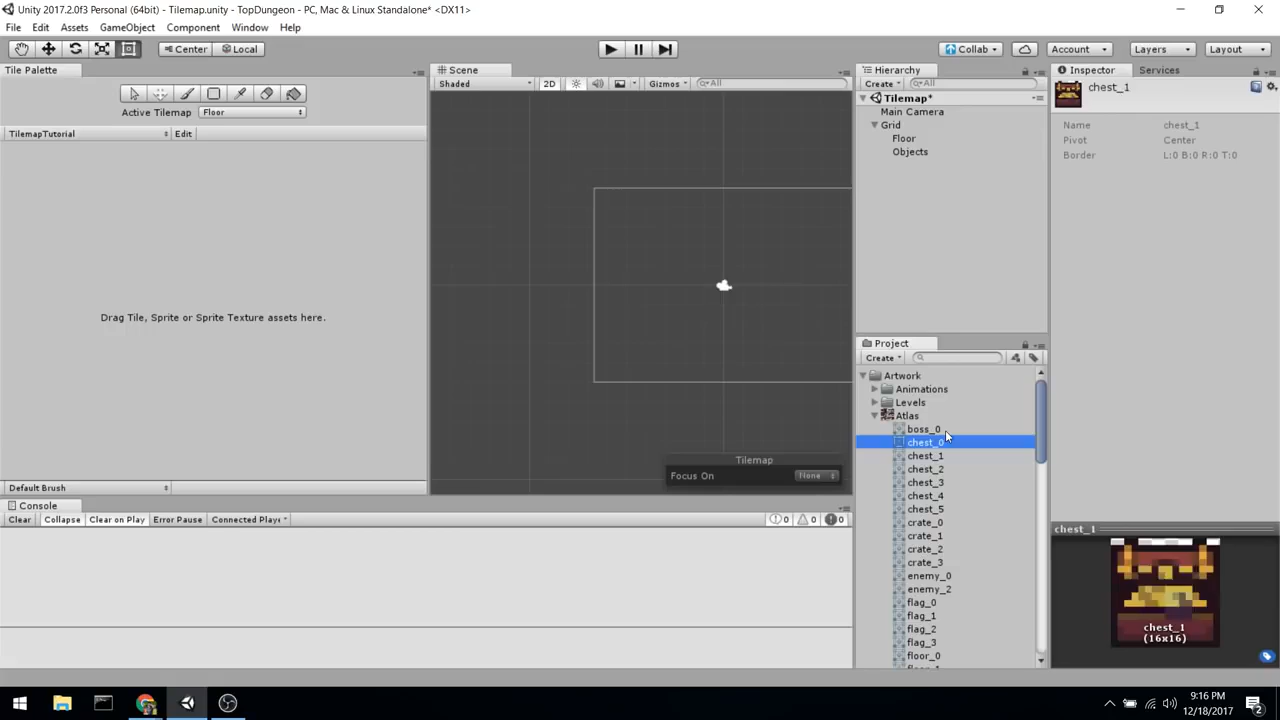 Unity 2017.2.0f3 Personal (64bit) - Tilemap.unity - TopDungeon - PC, Mac & Linux Standalone* <DX11>
File Edit Assets GameObject Component Window Help
Center Local Collab Account Layers Layout
Tile Palette
Active Tilemap Floor
TilemapTutorial Edit
Drag Tile, Sprite or Sprite Texture assets here.
Default Brush
Scene
Shaded 2D Gizmos All
Tilemap
Focus On None
Console
Clear Collapse Clear on Play Error Pause Connected Playe 0 0 0
Hierarchy
Create All
Tilemap*
Main Camera
Grid
Floor
Objects
Project
Create
Artwork
Animations
Levels
Atlas
boss_0
chest_0
chest_1
chest_2
chest_3
chest_4
chest_5
crate_0
crate_1
crate_2
crate_3
enemy_0
enemy_2
flag_0
flag_1
flag_2
flag_3
floor_0
Inspector Services
chest_1
Name chest_1
Pivot Center
Border L:0 B:0 R:0 T:0
chest_1
chest_1
(16x16)
9:16 PM
12/18/2017
2